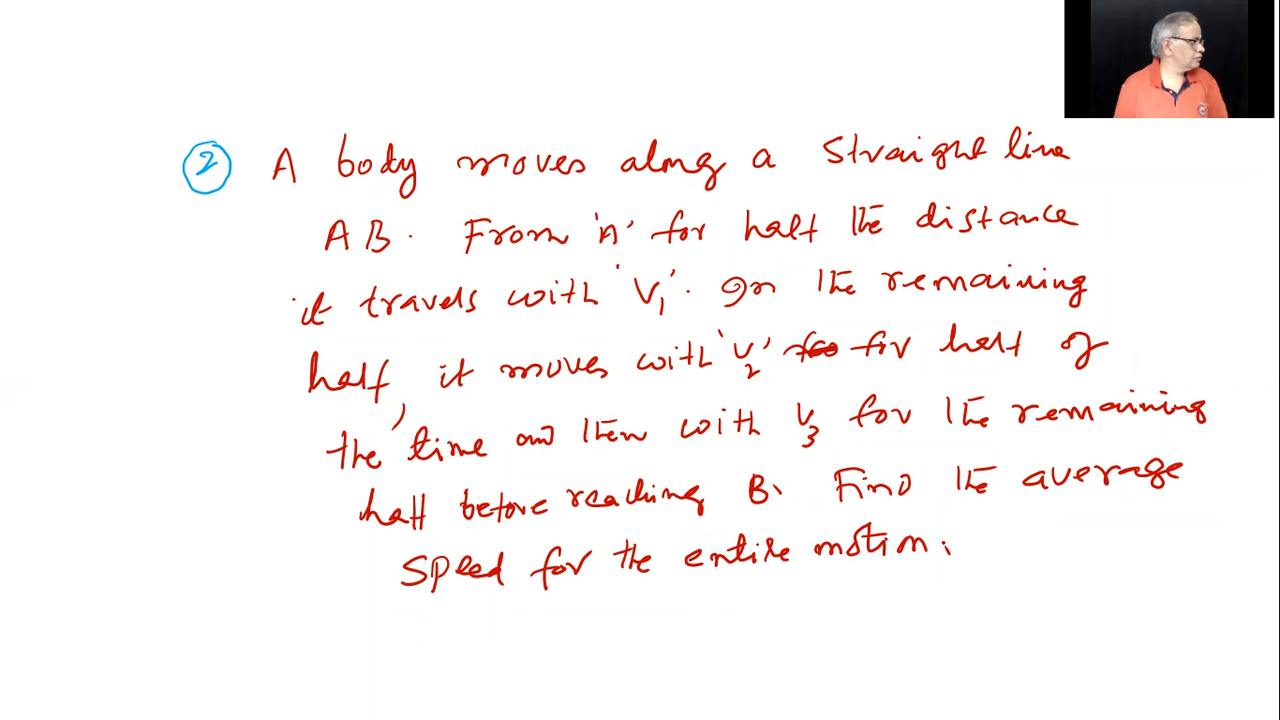 2 A body moves along a straight line
AB. From 'A' for half the distance
it travels with 'V1'. In the remaining
half, it moves with 'V2' for half of
the time and then with V3 for the remaining
half before reaching B. Find the average
speed for the entire motion.